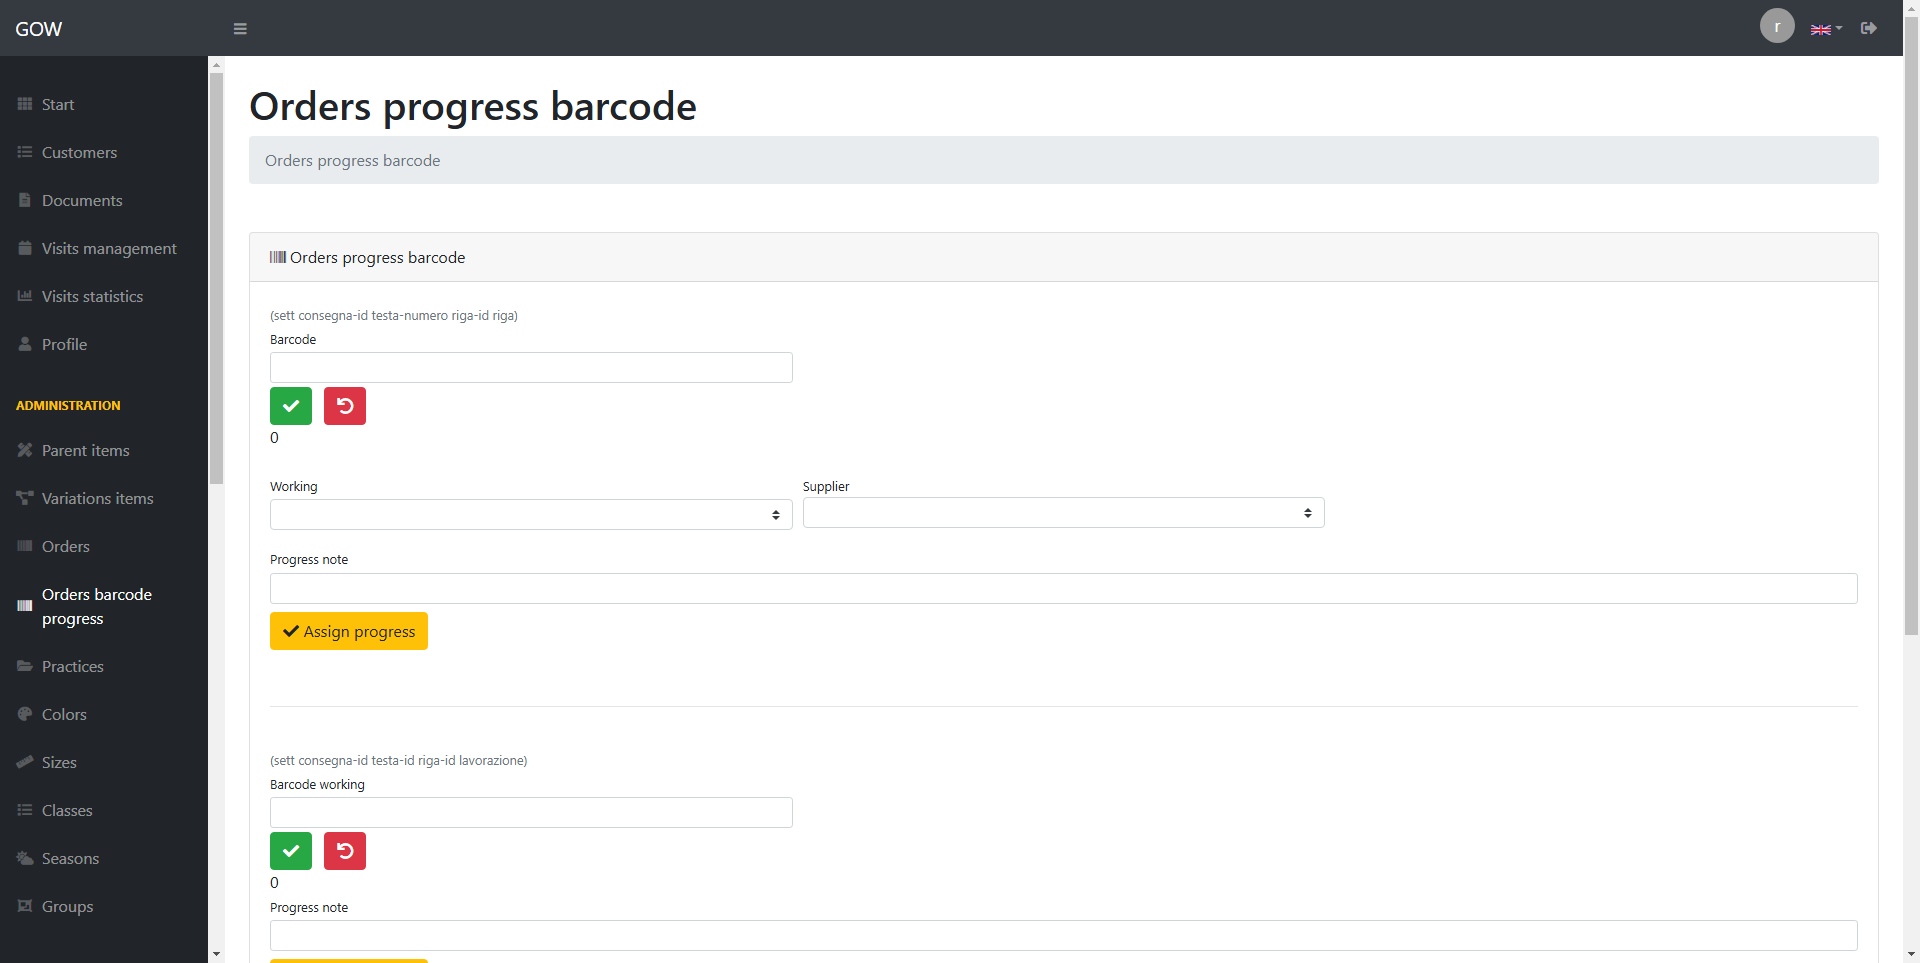 GOW
r
Start
Customers
Documents
Visits management
Visits statistics
Profile
ADMINISTRATION
Parent items
Variations items
Orders
Orders barcode
progress
Practices
Colors
Sizes
Classes
Seasons
Groups
Orders progress barcode
Orders progress barcode
Orders progress barcode
(sett consegna-id testa-numero riga-id riga)
Barcode
0
Working
Supplier
Progress note
Assign progress
(sett consegna-id testa-id riga-id lavorazione)
Barcode working
0
Progress note